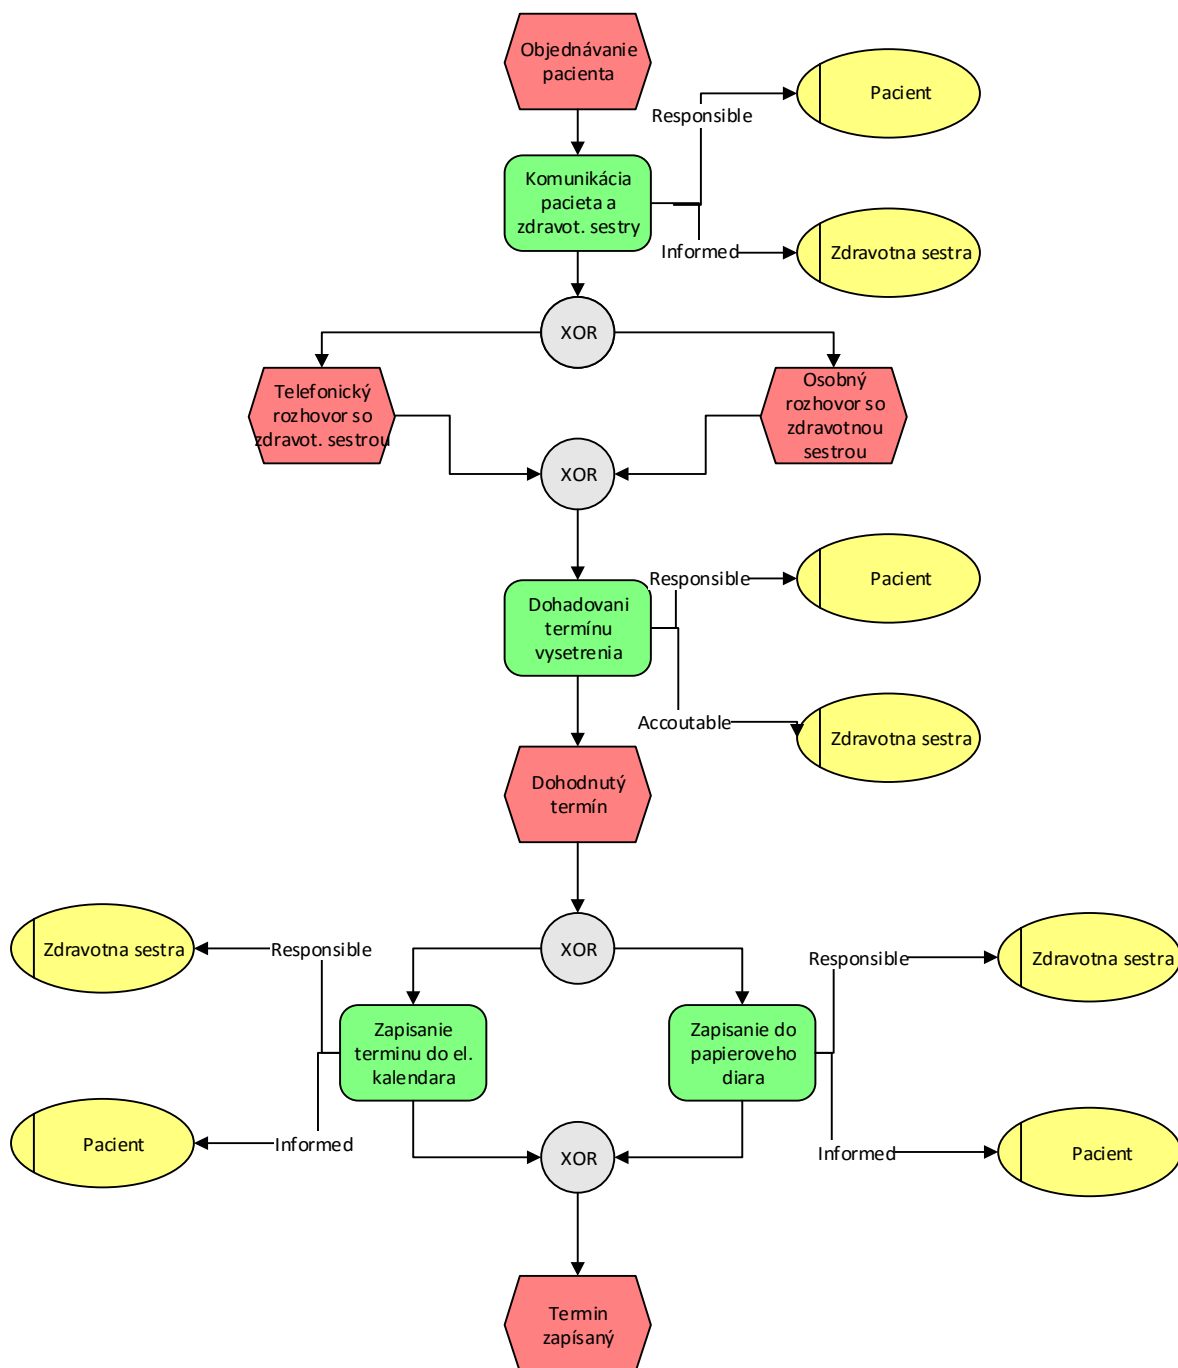 Objednávanie
pacienta
Responsible
Pacient
Komunikácia
pacieta a
zdravot. sestry
Informed
Zdravotna sestra
XOR
Telefonický
rozhovor so
zdravot. sestrou
Osobný
rozhovor so
zdravotnou
sestrou
XOR
Responsible
Pacient
Dohadovani
termínu
vysetrenia
Accoutable
Zdravotna sestra
Dohodnutý
termín
XOR
Zdravotna sestra
Responsible
Responsible
Zdravotna sestra
Zapisanie
terminu do el.
kalendara
Zapisanie do
papieroveho
diara
Pacient
Informed
Informed
Pacient
XOR
Termin
zapísaný